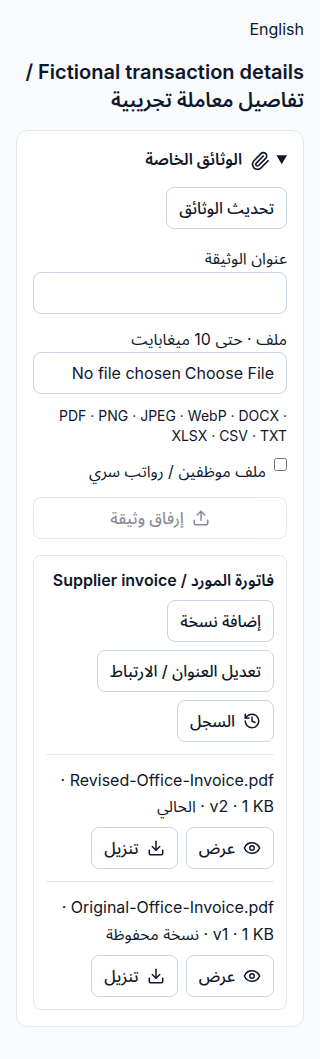 English
Fictional transaction details /
تفاصيل معاملة تجريبية
الوثائق الخاصة
تحديث الوثائق
عنوان الوثيقة
ملف · حتى 10 ميغابايت
Choose File No file chosen
PDF · PNG · JPEG · WebP · DOCX ·
XLSX · CSV · TXT
ملف موظفين / رواتب سري
إرفاق وثيقة
فاتورة المورد / Supplier invoice
إضافة نسخة
تعديل العنوان / الارتباط
السجل
Revised-Office-Invoice.pdf ·
v2 · 1 KB · الحالي
عرض
تنزيل
Original-Office-Invoice.pdf ·
v1 · 1 KB · نسخة محفوظة
عرض
تنزيل